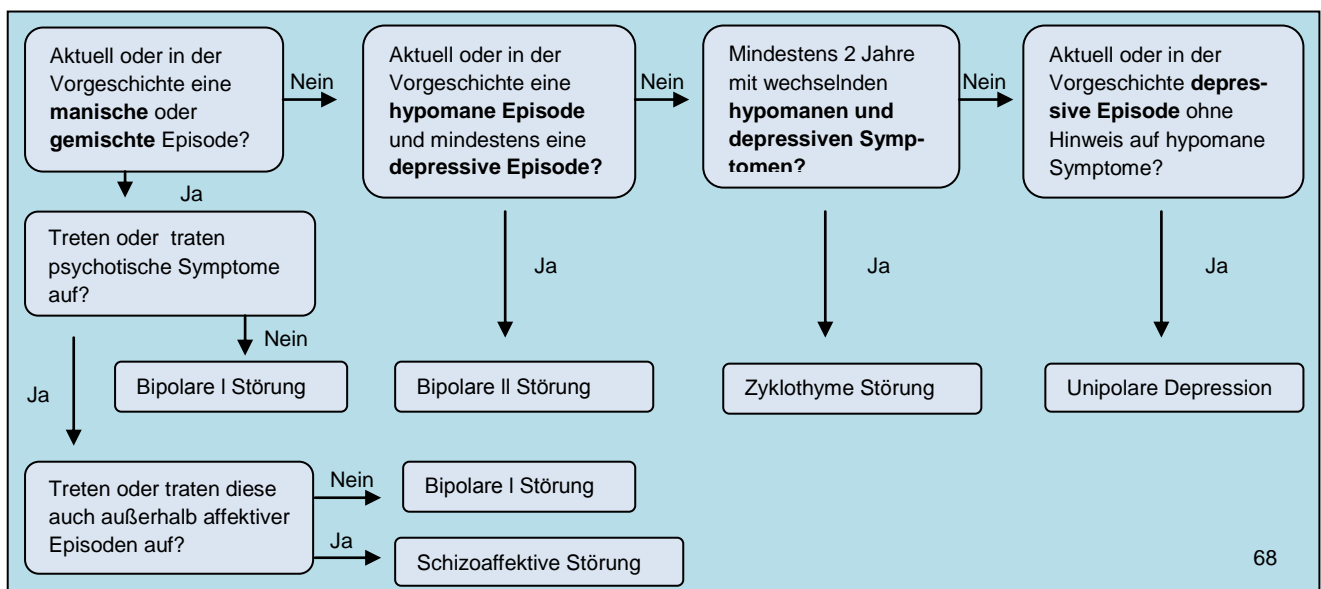 Aktuell oder in der
Vorgeschichte eine
manische oder
gemischte Episode?
Nein
Aktuell oder in der
Vorgeschichte eine
hypomane Episode
und mindestens eine
depressive Episode?
Nein
Mindestens 2 Jahre
mit wechselnden
hypomanen und
depressiven Symp-
tomen?
Nein
Aktuell oder in der
Vorgeschichte depres-
sive Episode ohne
Hinweis auf hypomane
Symptome?
Ja
Treten oder traten
psychotische Symptome
auf?
Ja
Ja
Ja
Nein
Ja
Bipolare I Störung
Bipolare II Störung
Zyklothyme Störung
Unipolare Depression
Treten oder traten diese
auch außerhalb affektiver
Episoden auf?
Nein
Bipolare I Störung
Ja
Schizoaffektive Störung
68